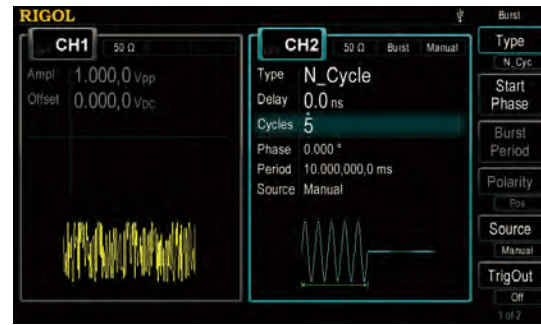 RIGOL
CH1 50 Ω
Ampl 1.000,0 Vpp
Offset 0.000,0 VDC
CH2 50 Ω Burst Manual
Type N_Cycle
Delay 0.0 ns
Cycles 5
Phase 0.000 °
Period 10.000,000,0 ms
Source Manual
Burst
Type
N_Cyc
Start
Phase
Burst
Period
Polarity
Pos
Source
Manual
TrigOut
Off
1 of 2